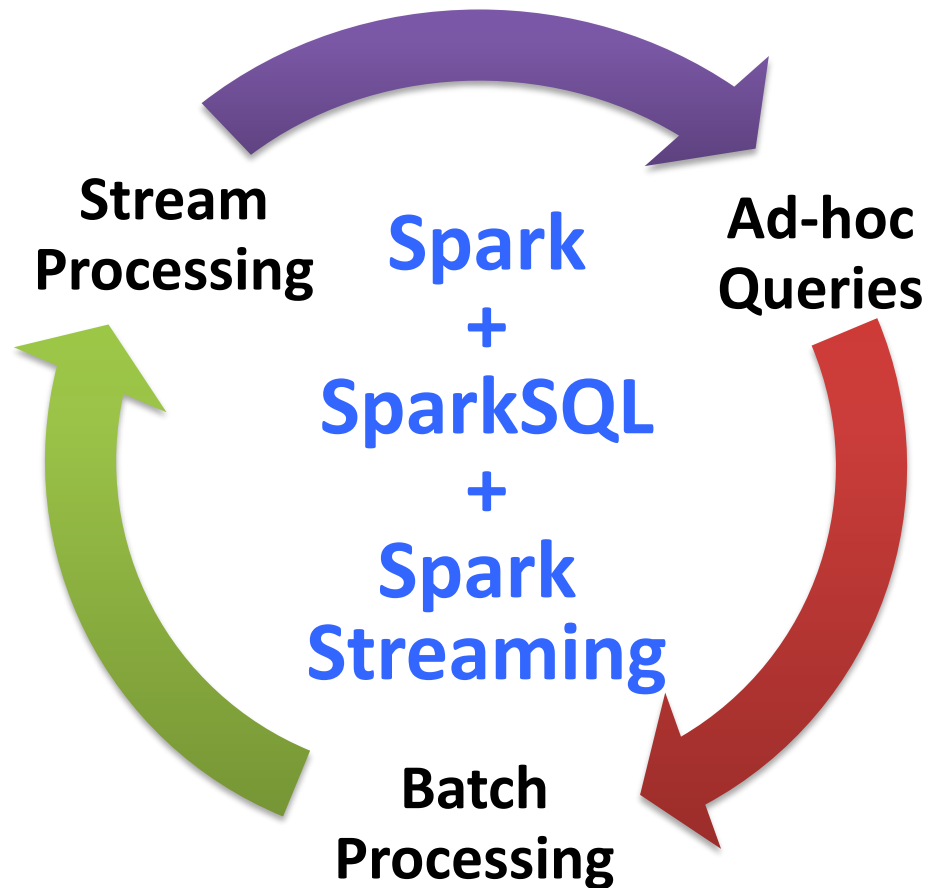 Stream
Processing
Ad-hoc
Queries
Spark
+
SparkSQL
+
Spark
Streaming
Batch
Processing